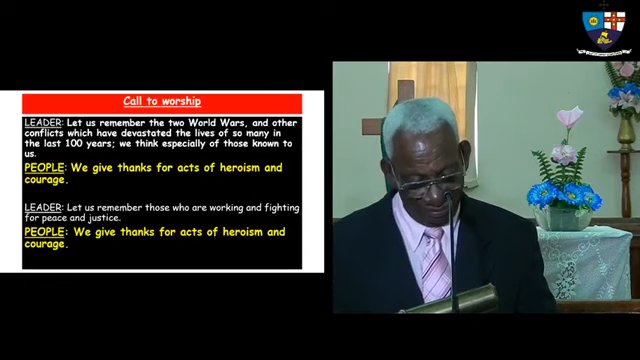 Call to worship
LEADER: Let us remember the two World Wars, and other
conflicts which have devastated the lives of so many in
the last 100 years; we think especially of those known to
us.
PEOPLE: We give thanks for acts of heroism and
courage.
LEADER: Let us remember those who are working and fighting
for peace and justice.
PEOPLE: We give thanks for acts of heroism and
courage.